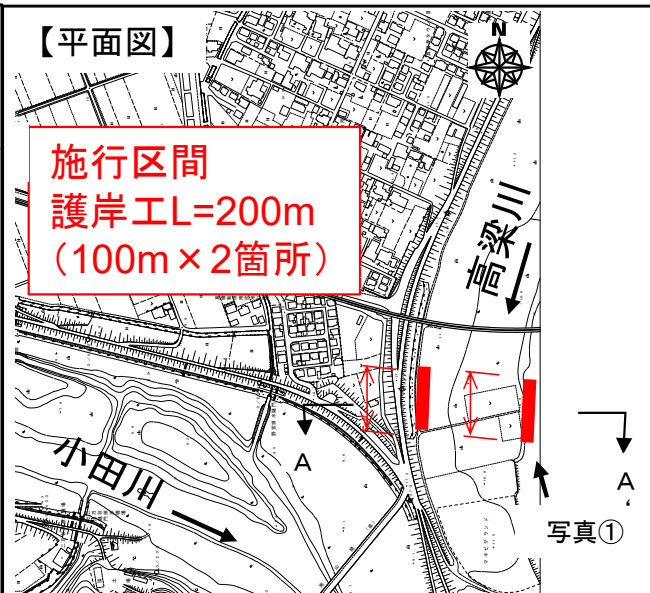 【平面図】
N
施行区間
護岸工L=200m
（100m×2箇所）
高梁川
小田川
A
A
‘
写真①